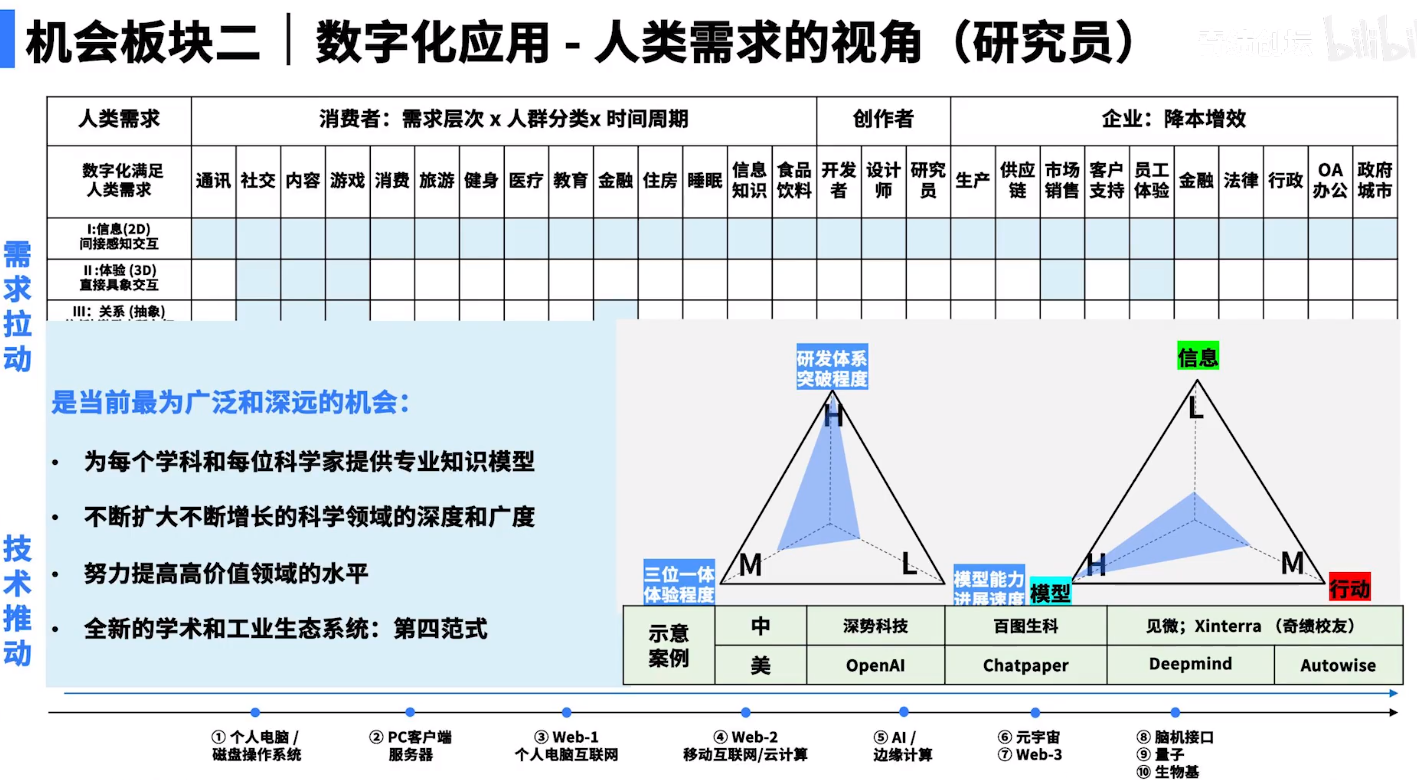 机会板块二｜数字化应用 - 人类需求的视角（研究员）
bilibili
人类需求
消费者：需求层次 x 人群分类x 时间周期
创作者
企业：降本增效
数字化满足
人类需求
通讯
社交
内容
游戏
消费
旅游
健身
医疗
教育
金融
住房
睡眠
信息
知识
食品
饮料
开发
者
设计
师
研究
员
生产
供应
链
市场
销售
客户
支持
员工
体验
金融
法律
行政
OA
办公
政府
城市
I:信息(2D)
间接感知交互
II:体验 (3D)
直接具象交互
III：关系 (抽象)
需求拉动
技术推动
是当前最为广泛和深远的机会：
• 为每个学科和每位科学家提供专业知识模型
• 不断扩大不断增长的科学领域的深度和广度
• 努力提高高价值领域的水平
• 全新的学术和工业生态系统：第四范式
研发体系
突破程度
H
M
L
三位一体
体验程度
模型能力
进展速度
信息
L
H
M
模型
行动
示意
案例
中
深势科技
百图生科
见微；Xinterra （奇绩校友）
美
OpenAI
Chatpaper
Deepmind
Autowise
① 个人电脑 /
磁盘操作系统
② PC客户端
服务器
③ Web-1
个人电脑互联网
④ Web-2
移动互联网/云计算
⑤ AI /
边缘计算
⑥ 元宇宙
⑦ Web-3
⑧ 脑机接口
⑨ 量子
⑩ 生物基